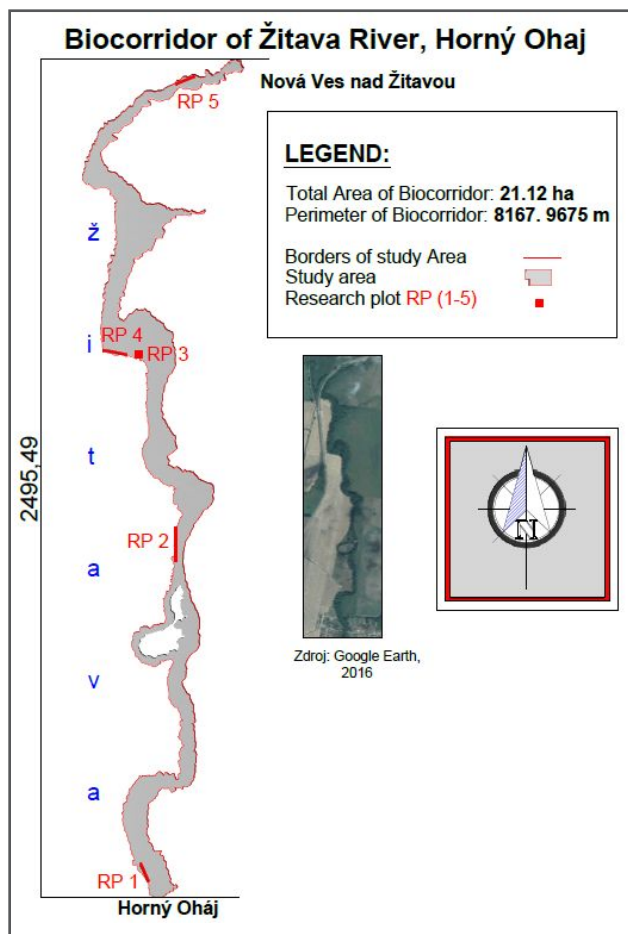 Biocorridor of Žitava River, Horný Ohaj
Nová Ves nad Žitavou
RP 5
LEGEND:
Total Area of Biocorridor: 21.12 ha
Perimeter of Biocorridor: 8167. 9675 m
Borders of study Area
Study area
Research plot RP (1-5)
ž
i
t
a
v
a
RP 4
RP 3
2495,49
RP 2
N
Zdroj: Google Earth,
2016
RP 1
Horný Oháj